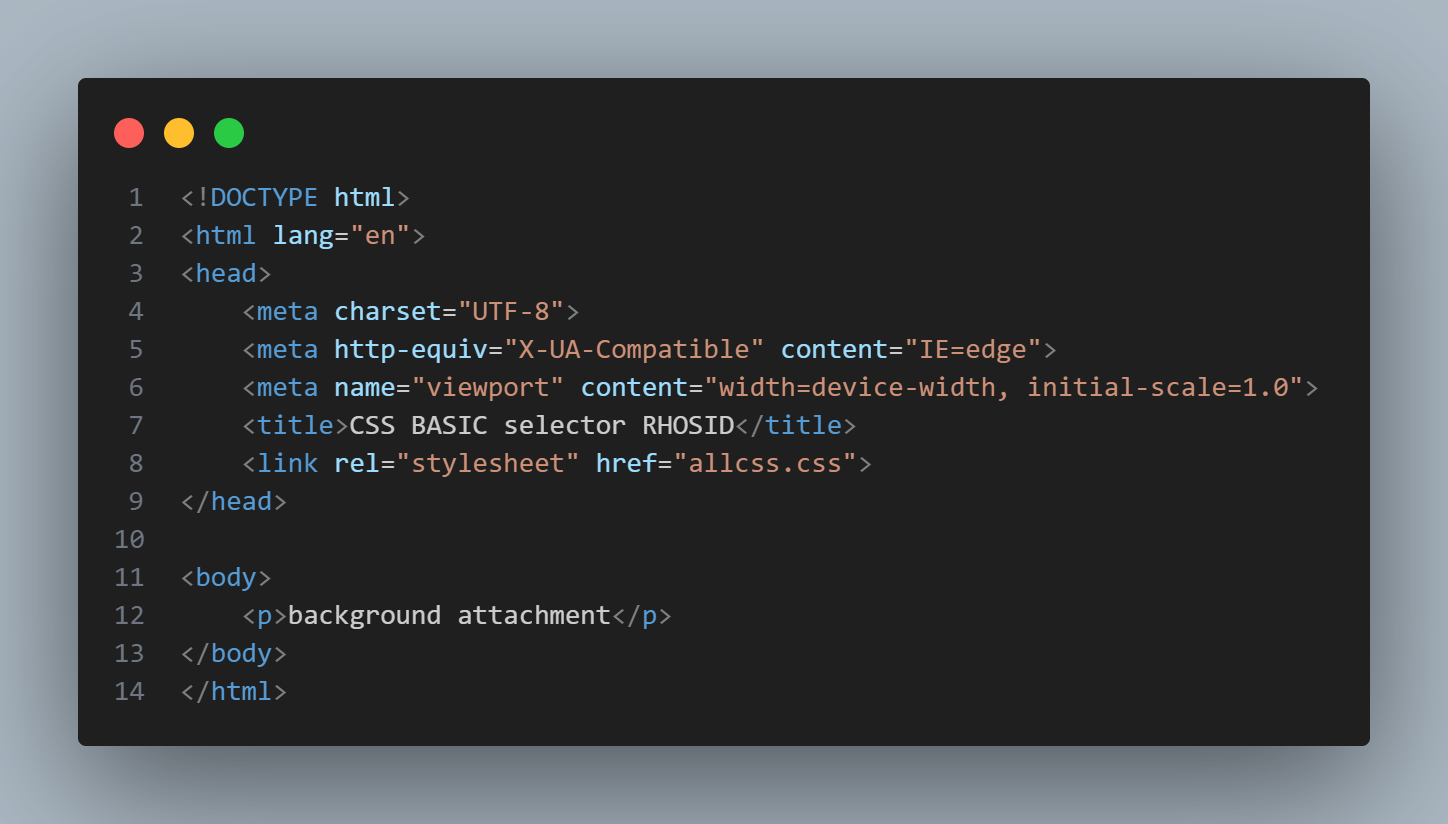 1 <!DOCTYPE html>
2 <html lang="en">
3 <head>
4     <meta charset="UTF-8">
5     <meta http-equiv="X-UA-Compatible" content="IE=edge">
6     <meta name="viewport" content="width=device-width, initial-scale=1.0">
7     <title>CSS BASIC selector RHOSID</title>
8     <link rel="stylesheet" href="allcss.css">
9 </head>
10
11 <body>
12     <p>background attachment</p>
13 </body>
14 </html>